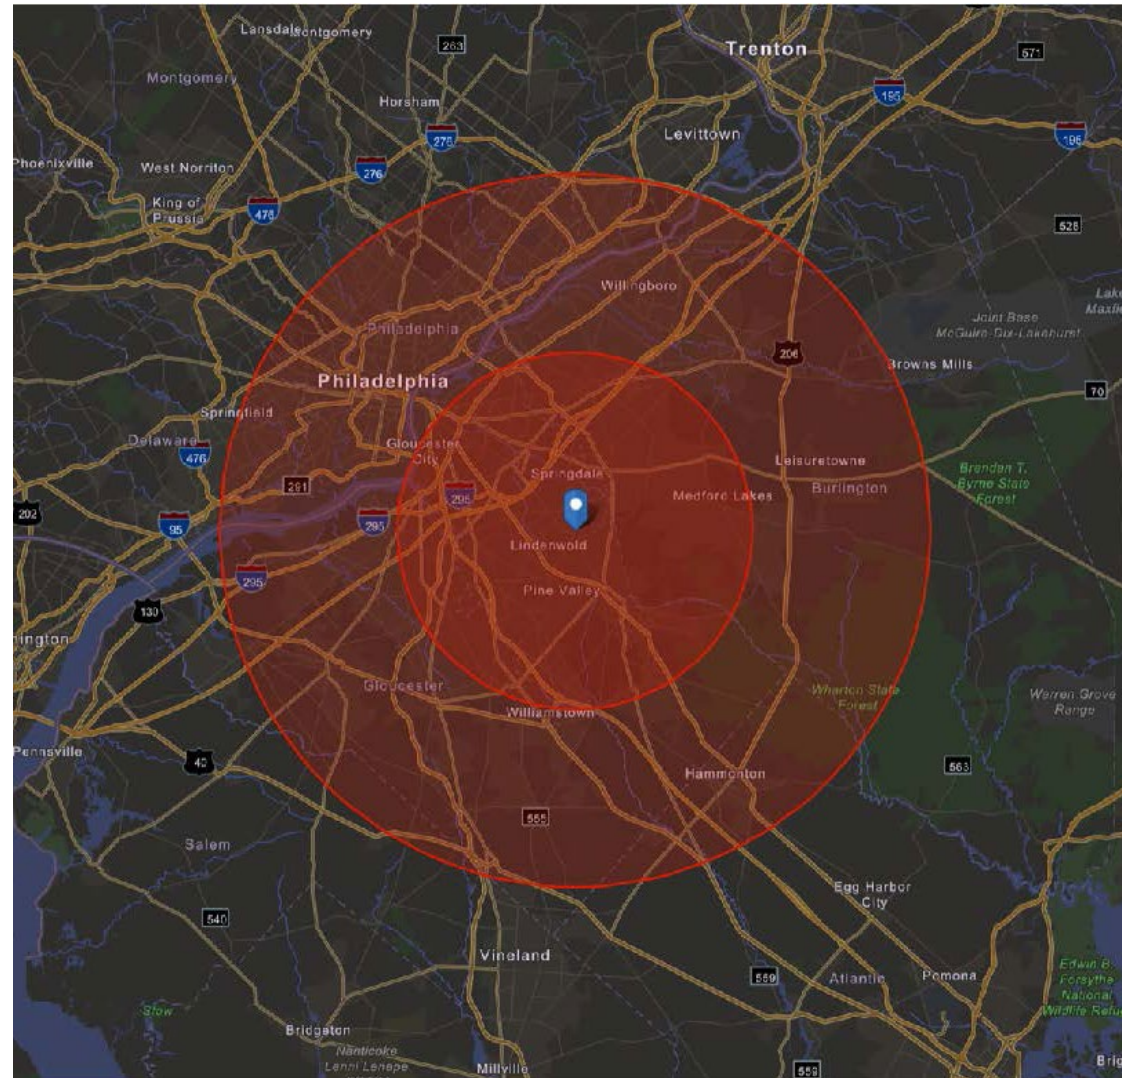 Lansdale
Montgomery
263
Trenton
571
Montgomery
195
Horsham
276
Levittown
195
Phoenixville
West Norriton
276
King of
Prussia
476
528
Willingboro
Lake
Joint Base
McGuire-Dix-Lakehurst
Philadelphia
206
Browns Mills
Philadelphia
70
Springfield
Delaware
Gloucester
City
476
Leisuretowne
Springdale
Brendan T.
Byrne State
Forest
291
295
Medford Lakes
Burlington
202
95
295
Lindenwold
295
Pine Valley
130
ington
Gloucester
Wharton State
Forest
Warren Grove
Range
Williamstown
Pennsville
40
Hammonton
563
555
Salem
Egg Harbor
City
540
Vineland
559
Atlantic
Pomona
Edwin B.
Forsythe
National
Wildlife Refu
Stow
Bridgeton
Nanticoke
Lenni Lenape
Millville
559
Brig